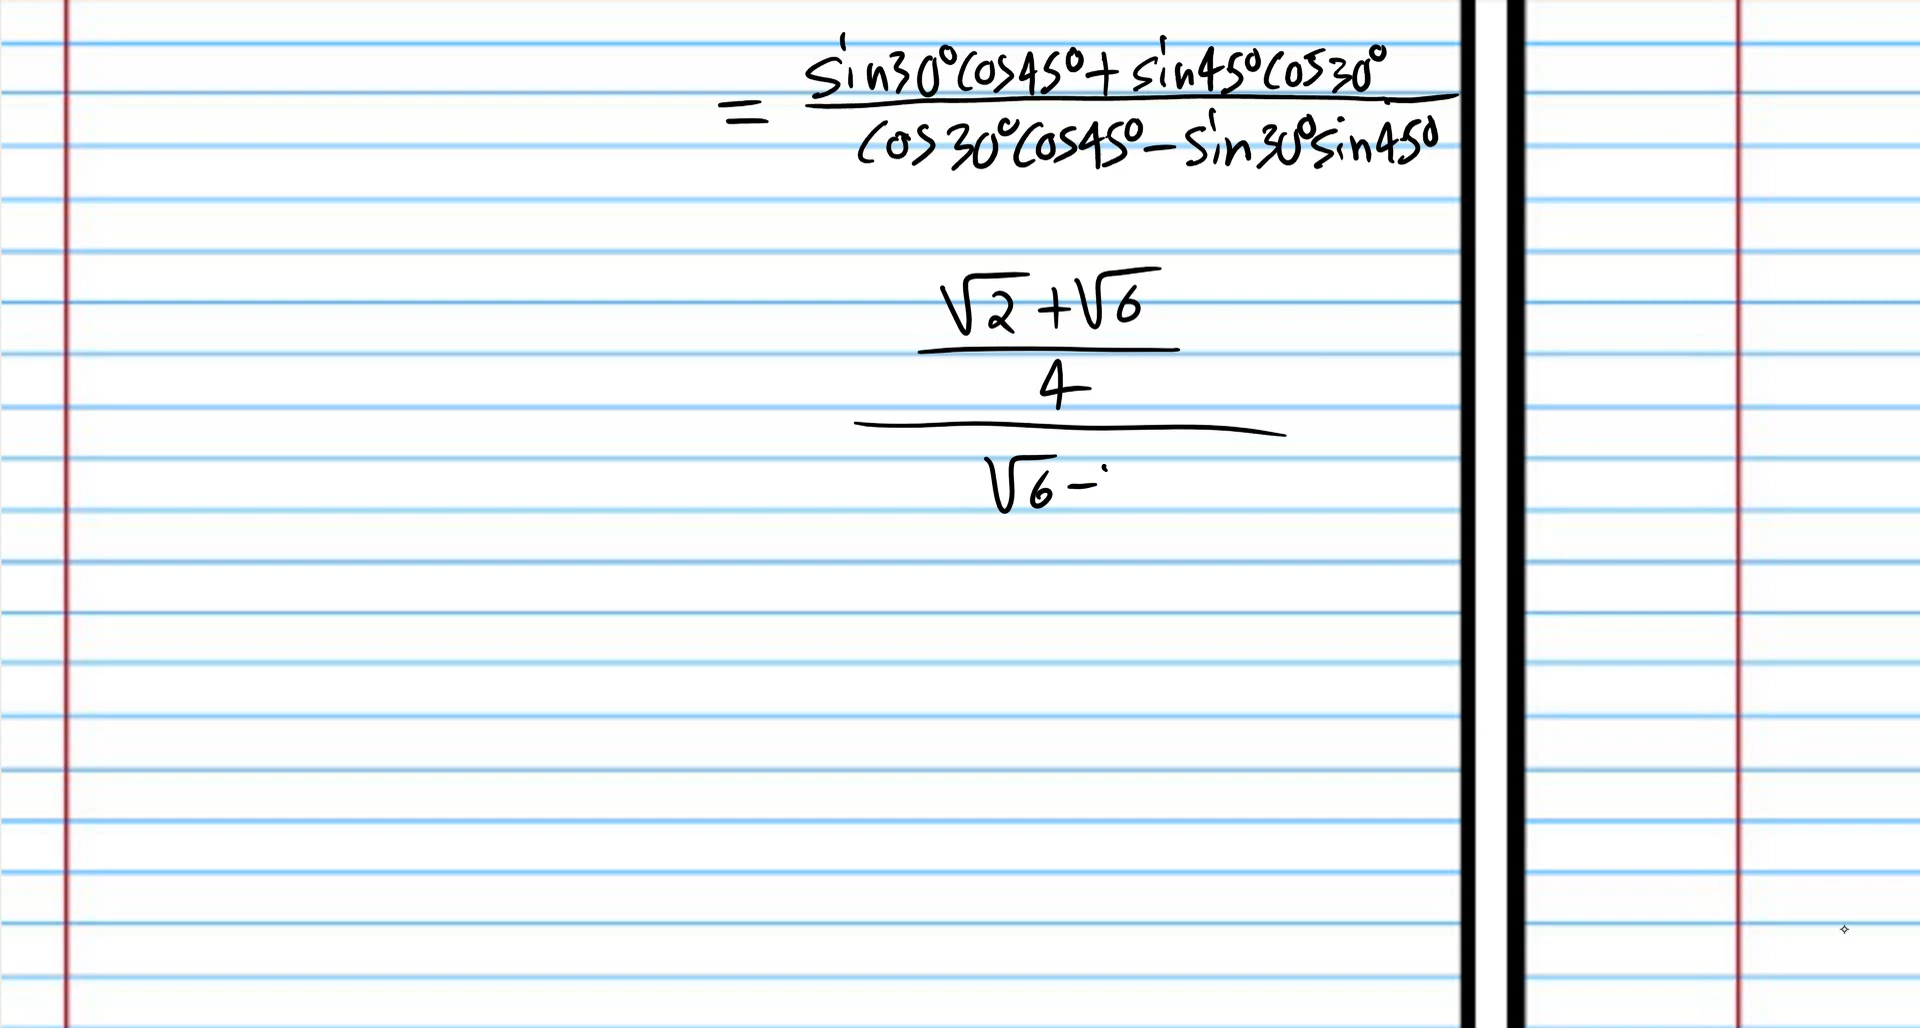 = (sin30°cos45° + sin45°cos30°) / (cos30°cos45° − sin30°sin45°)
√2 + √6
4
√6 −